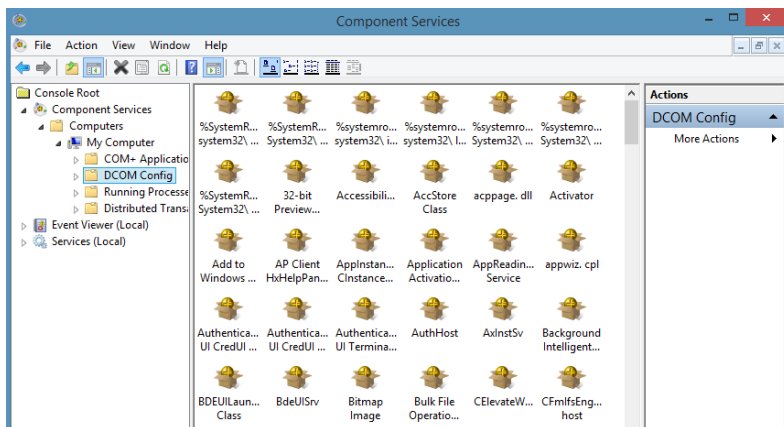 Component Services
File Action View Window Help
Console Root
Component Services
Computers
My Computer
COM+ Applicatio
DCOM Config
Running Processe
Distributed Trans
Event Viewer (Local)
Services (Local)
%SystemR... %SystemR... %systemro... %systemro... %systemro... %systemro...
system32\ ... System32\ ... system32\ i... system32\ l... System32\ ... System32\ ...
%SystemR... 32-bit Accessibili... AccStore acppage. dll Activator
System32\ ... Preview... Class
Add to AP Client AppInstan... Application AppReadin... appwiz. cpl
Windows ... HxHelpPan... CInstance... Activatio... Service
Authentica... Authentica... Authentica... AuthHost AxInstSv Background
UI CredUI ... UI CredUI ... UI Termina... Intelligent...
BDEUILaun... BdeUISrv Bitmap Bulk File CElevateW... CFmIfsEng...
Class Image Operatio... host
Actions
DCOM Config
More Actions